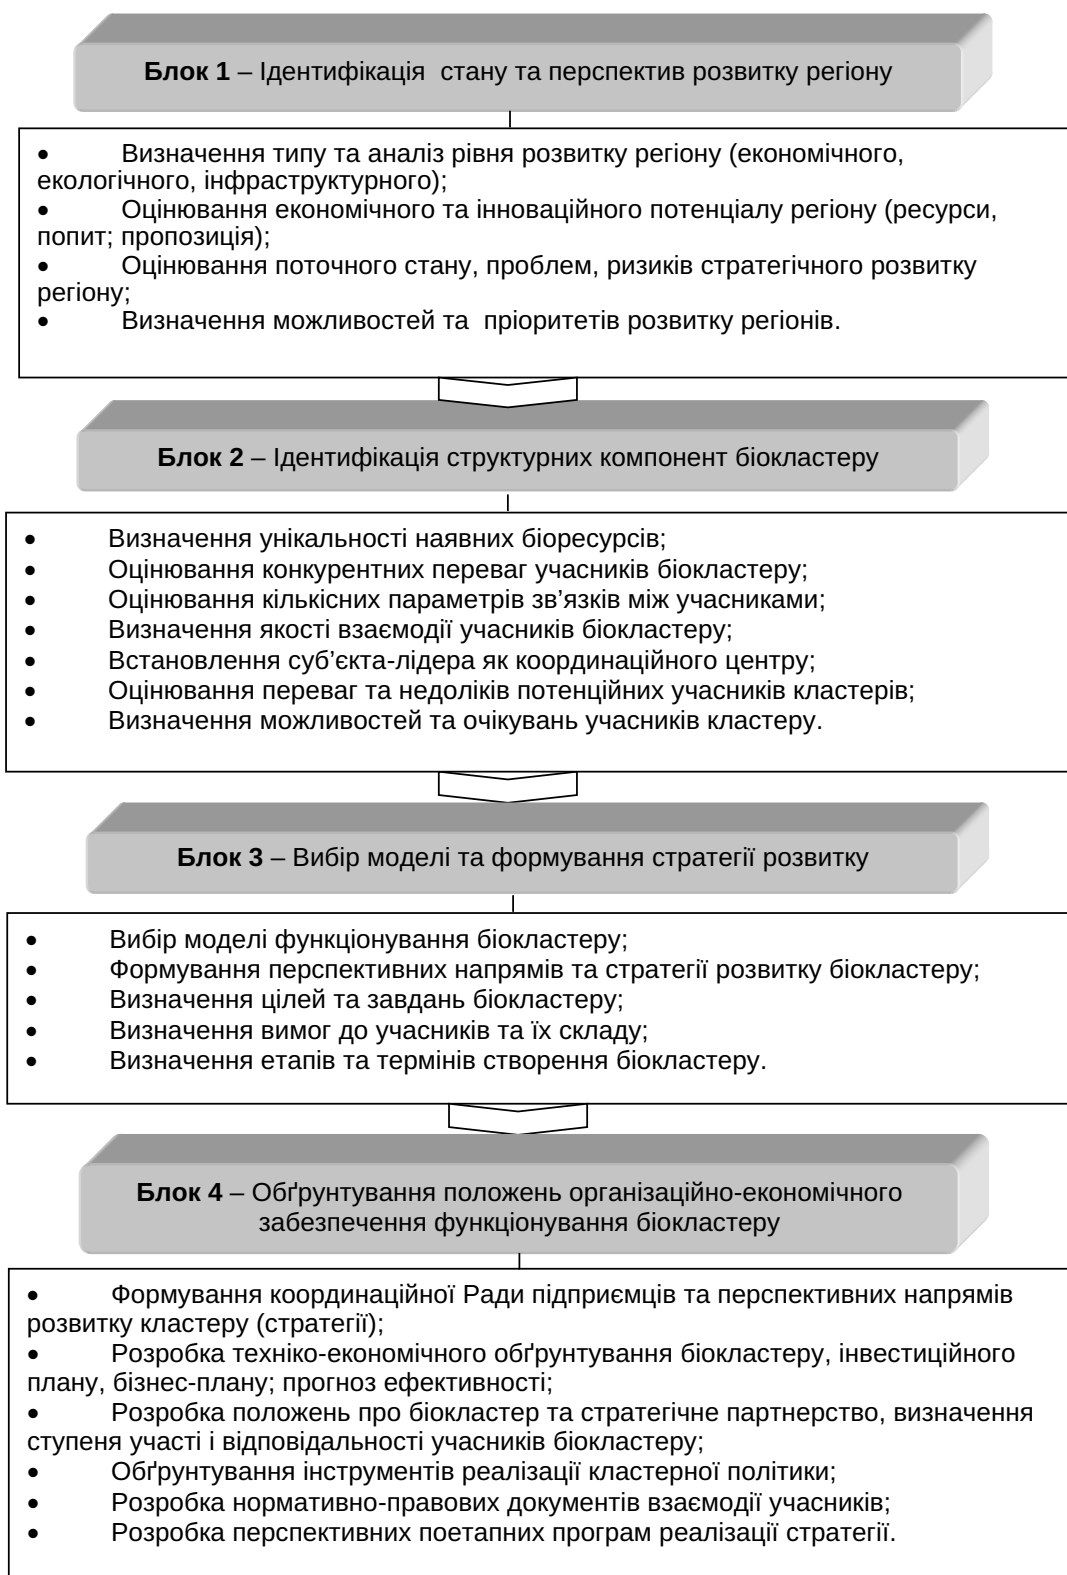 Блок 1 – Ідентифікація стану та перспектив розвитку регіону
• Визначення типу та аналіз рівня розвитку регіону (економічного,
екологічного, інфраструктурного);
• Оцінювання економічного та інноваційного потенціалу регіону (ресурси,
попит; пропозиція);
• Оцінювання поточного стану, проблем, ризиків стратегічного розвитку
регіону;
• Визначення можливостей та пріоритетів розвитку регіонів.
Блок 2 – Ідентифікація структурних компонент біокластеру
• Визначення унікальності наявних біоресурсів;
• Оцінювання конкурентних переваг учасників біокластеру;
• Оцінювання кількісних параметрів зв’язків між учасниками;
• Визначення якості взаємодії учасників біокластеру;
• Встановлення суб’єкта-лідера як координаційного центру;
• Оцінювання переваг та недоліків потенційних учасників кластерів;
• Визначення можливостей та очікувань учасників кластеру.
Блок 3 – Вибір моделі та формування стратегії розвитку
• Вибір моделі функціонування біокластеру;
• Формування перспективних напрямів та стратегії розвитку біокластеру;
• Визначення цілей та завдань біокластеру;
• Визначення вимог до учасників та їх складу;
• Визначення етапів та термінів створення біокластеру.
Блок 4 – Обґрунтування положень організаційно-економічного
забезпечення функціонування біокластеру
• Формування координаційної Ради підприємців та перспективних напрямів
розвитку кластеру (стратегії);
• Розробка техніко-економічного обґрунтування біокластеру, інвестиційного
плану, бізнес-плану; прогноз ефективності;
• Розробка положень про біокластер та стратегічне партнерство, визначення
ступеня участі і відповідальності учасників біокластеру;
• Обґрунтування інструментів реалізації кластерної політики;
• Розробка нормативно-правових документів взаємодії учасників;
• Розробка перспективних поетапних програм реалізації стратегії.